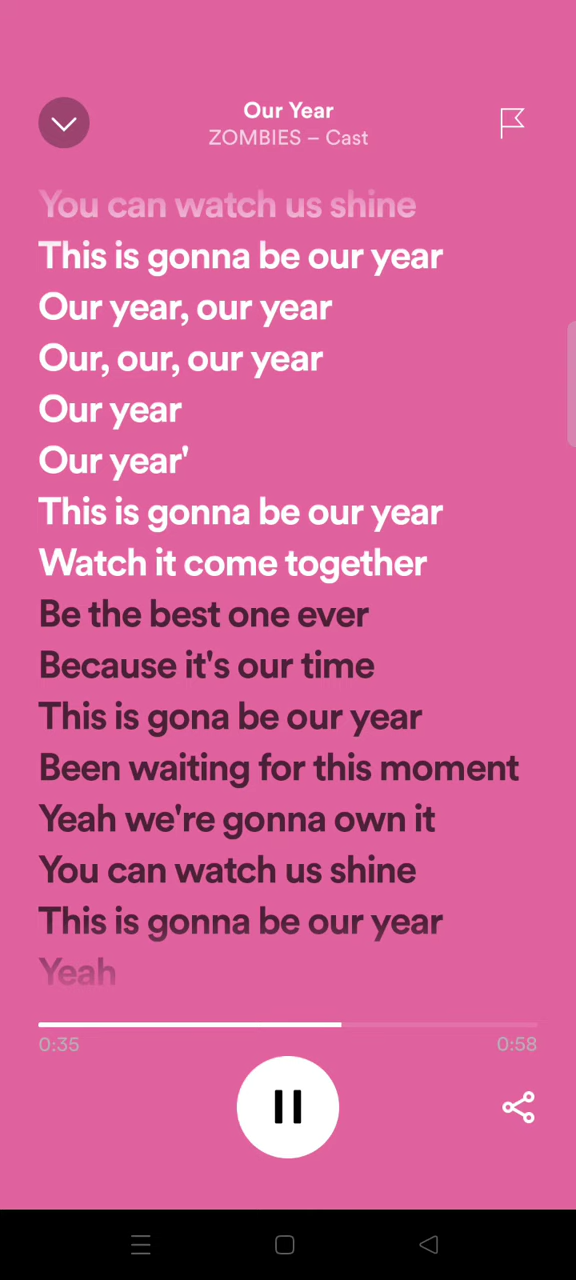 Our Year
ZOMBIES – Cast
You can watch us shine
This is gonna be our year
Our year, our year
Our, our, our year
Our year
Our year'
This is gonna be our year
Watch it come together
Be the best one ever
Because it's our time
This is gona be our year
Been waiting for this moment
Yeah we're gonna own it
You can watch us shine
This is gonna be our year
Yeah
0:35
0:58